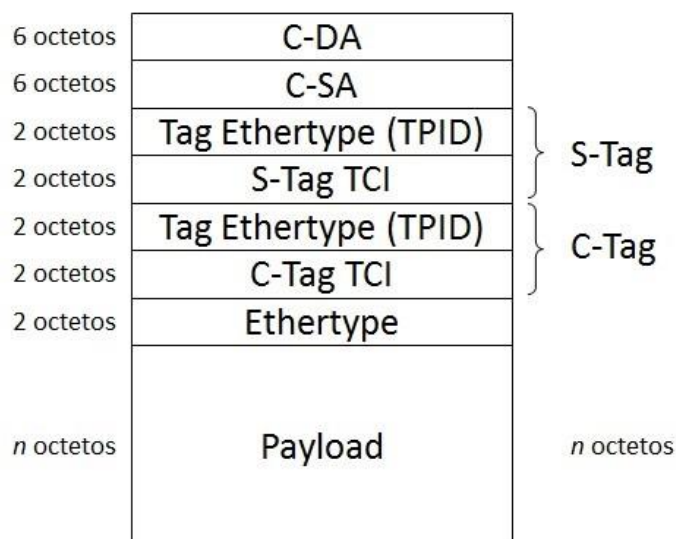 6 octetos C-DA
6 octetos C-SA
2 octetos Tag Ethertype (TPID)
S-Tag
2 octetos S-Tag TCI
2 octetos Tag Ethertype (TPID)
C-Tag
2 octetos C-Tag TCI
2 octetos Ethertype
n octetos Payload n octetos